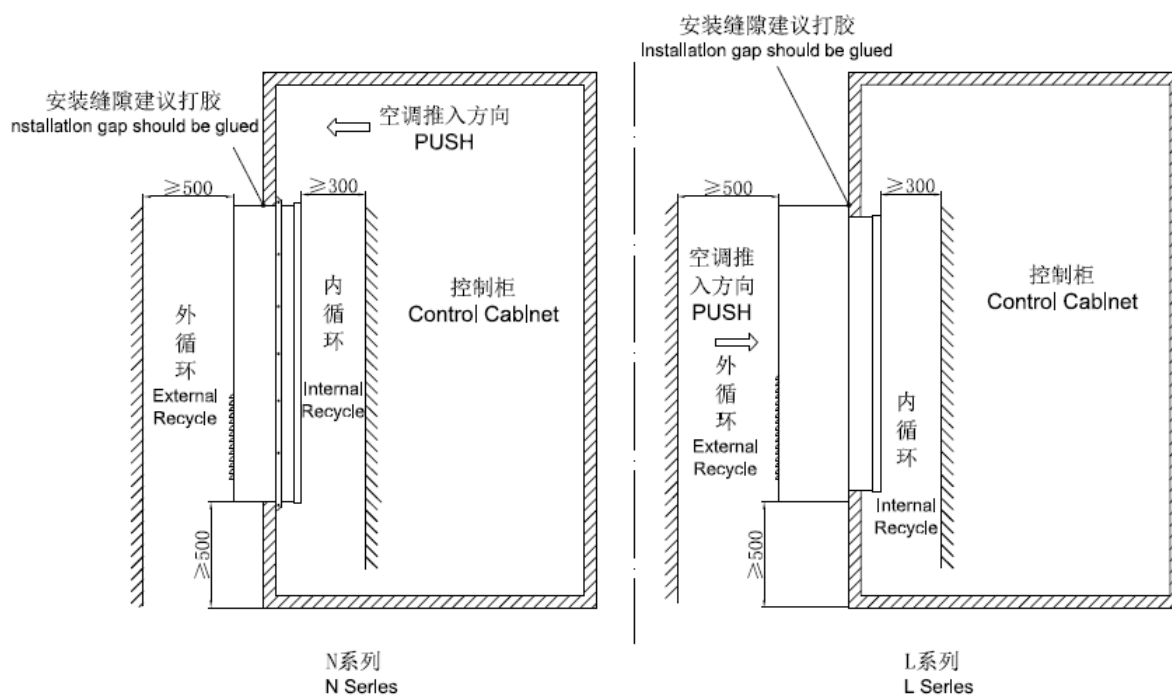 安装缝隙建议打胶
nstallation gap should be glued
空调推入方向
PUSH
≥500
≥300
外
循
环
External
Recycle
内
循
环
Internal
Recycle
控制柜
Control Cabinet
≥500
N系列
N Series
安装缝隙建议打胶
Installation gap should be glued
≥500
≥300
空调推
入方向
PUSH
外
循
环
External
Recycle
内
循
环
Internal
Recycle
控制柜
Control Cabinet
≥500
L系列
L Series